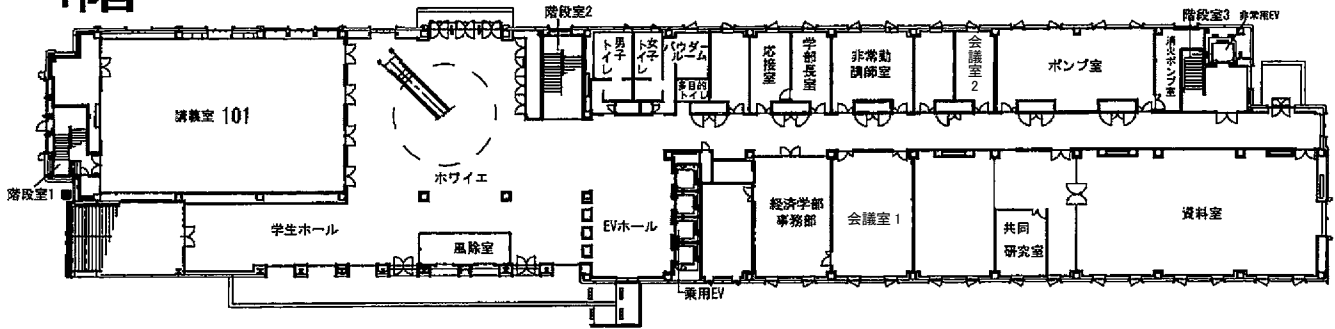 階
階段室2
階段室3
非常用EV
男子
トイレ
女子
トイレ
パウダー
ルーム
多目的
トイレ
応接室
学部長室
非常勤
講師室
会議室2
ポンプ室
消火ポンプ室
講義室 101
階段室1
ホワイエ
学生ホール
風除室
EVホール
乗用EV
経済学部
事務部
会議室1
共同
研究室
資料室